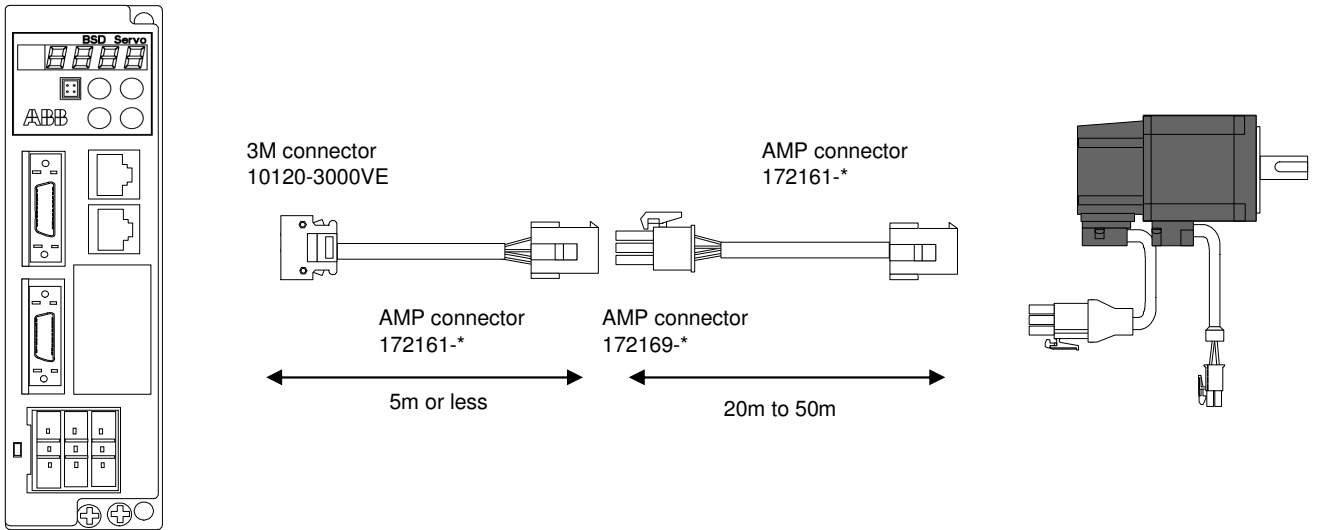 BSD Servo
8888
ABB
3M connector
10120-3000VE
AMP connector
172161-*
AMP connector
172161-*
AMP connector
172169-*
5m or less
20m to 50m